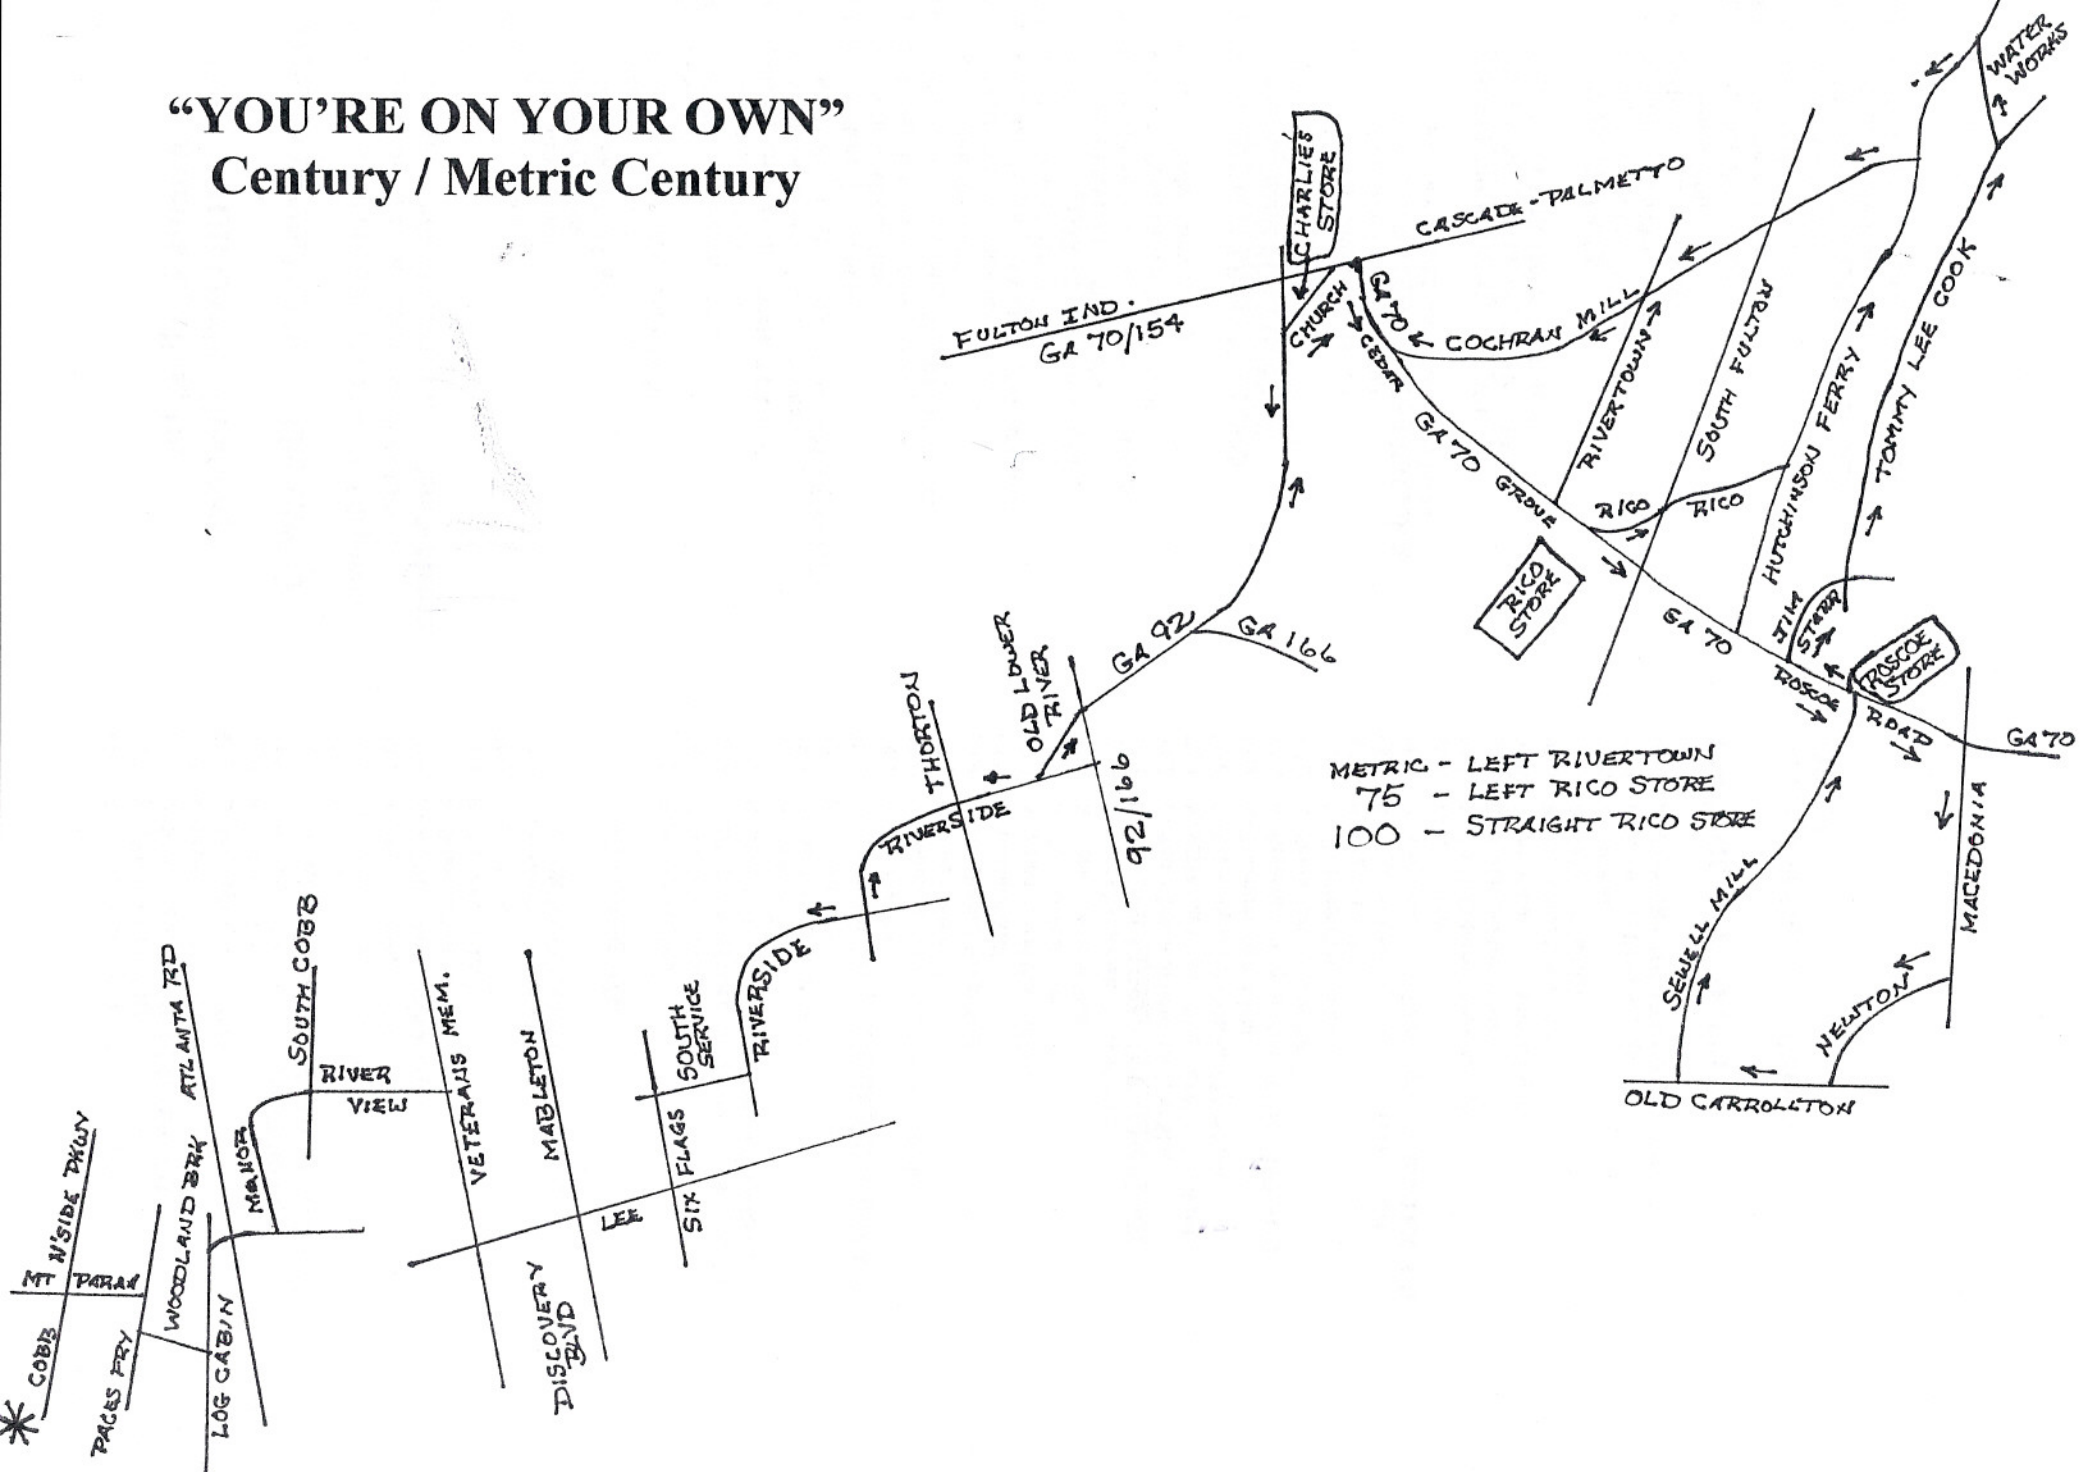 “YOU’RE ON YOUR OWN”
Century / Metric Century
WATER
WORKS
CHARLIES
STORE
CASCADE - PALMETTO
FULTON IND.
GA 70/154
CHURCH
GA 70
CEDAR
COCHRAN MILL
RIVERTOWN
SOUTH FULTON
HUTCHINSON FERRY
TOMMY LEE COOK
GA 70
GROVE
RICO
RICO
RICO
STORE
GA 70
JIM
STARR
ROSCOE
STORE
ROSCOE
ROAD
GA 70
GA 92
GA 166
OLD LOWER
RIVER
THORTON
RIVERSIDE
92/166
METRIC - LEFT RIVERTOWN
75 - LEFT RICO STORE
100 - STRAIGHT RICO STORE
MACEDONIA
SEWELL MILL
NEWTON
OLD CARROLLTON
RIVERSIDE
SOUTH
SERVICE
SIX FLAGS
LEE
MABLETON
DISCOVERY
BLVD
VETERANS MEM.
SOUTH COBB
RIVER
VIEW
MANOR
ATLANTA RD
WOODLAND BRK
LOG CABIN
MT PARAN
N'SIDE PKWY
COBB
PACES FRY